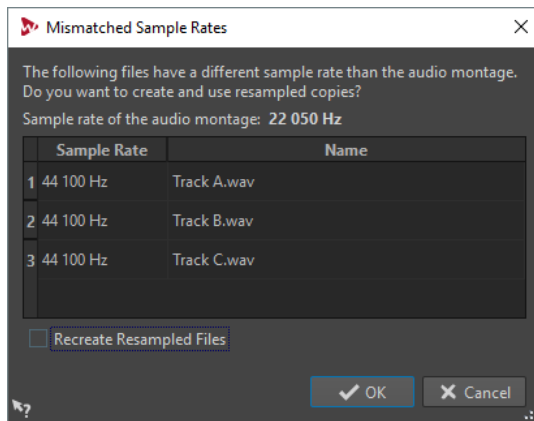 Mismatched Sample Rates
The following files have a different sample rate than the audio montage.
Do you want to create and use resampled copies?
Sample rate of the audio montage: 22 050 Hz
Sample Rate Name
1 44 100 Hz Track A.wav
2 44 100 Hz Track B.wav
3 44 100 Hz Track C.wav
Recreate Resampled Files
OK Cancel
?